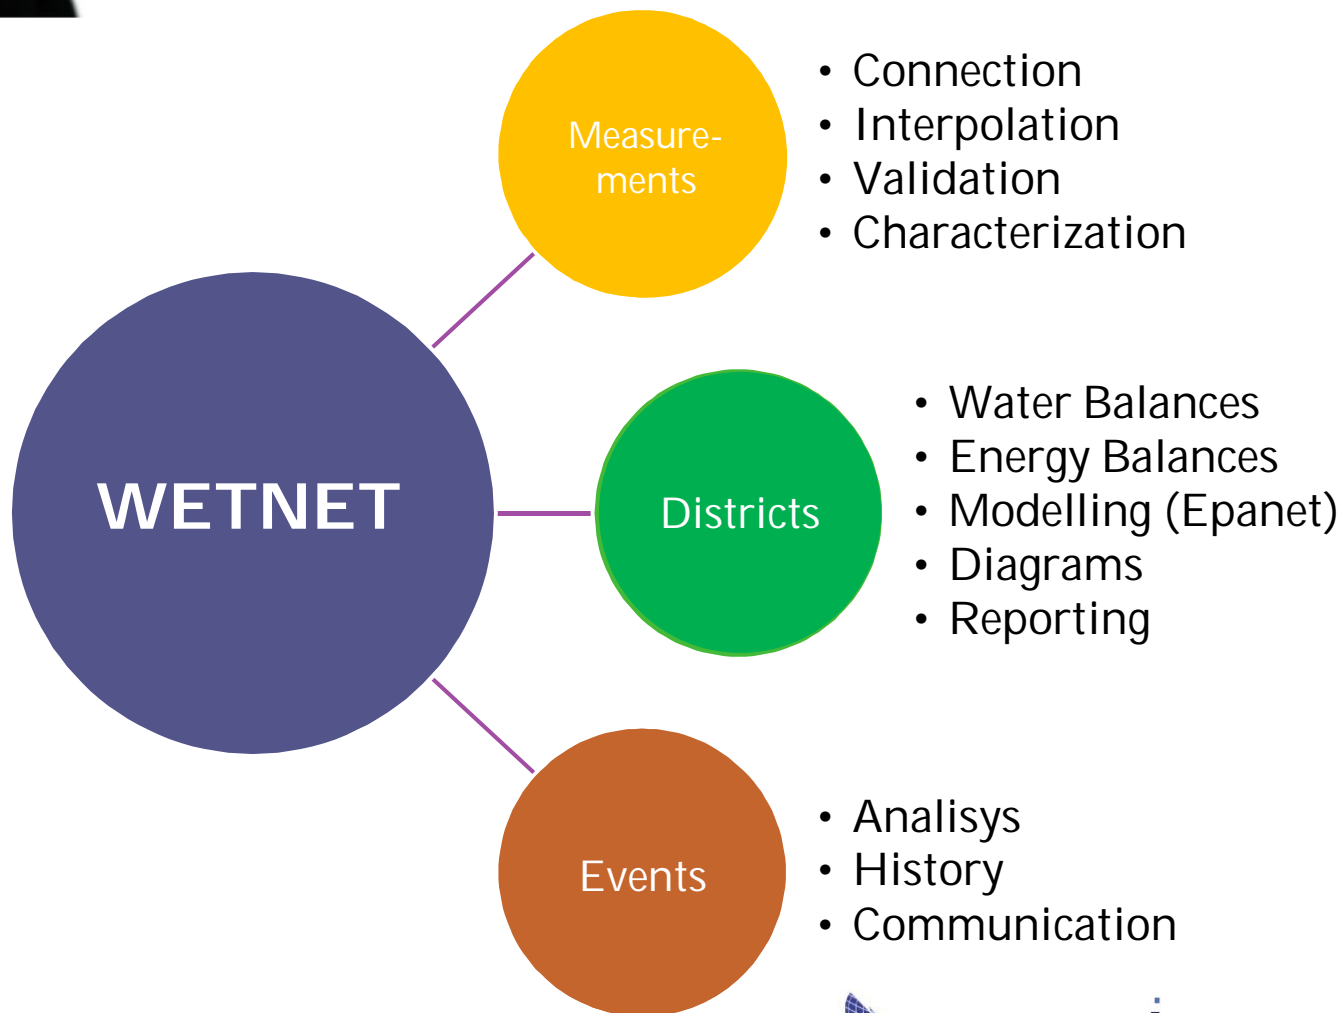 WETNET
Measure-
ments
• Connection
• Interpolation
• Validation
• Characterization
Districts
• Water Balances
• Energy Balances
• Modelling (Epanet)
• Diagrams
• Reporting
Events
• Analisys
• History
• Communication